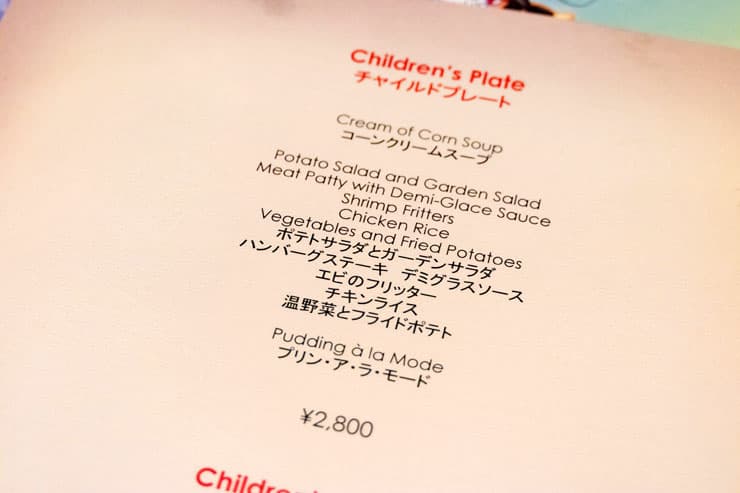 Children's Plate
チャイルドプレート
Cream of Corn Soup
コーンクリームスープ
Potato Salad and Garden Salad
Meat Patty with Demi-Glace Sauce
Shrimp Fritters
Chicken Rice
Vegetables and Fried Potatoes
ポテトサラダとガーデンサラダ
ハンバーグステーキ デミグラスソース
エビのフリッター
チキンライス
温野菜とフライドポテト
Pudding à la Mode
プリン・ア・ラ・モード
¥2,800